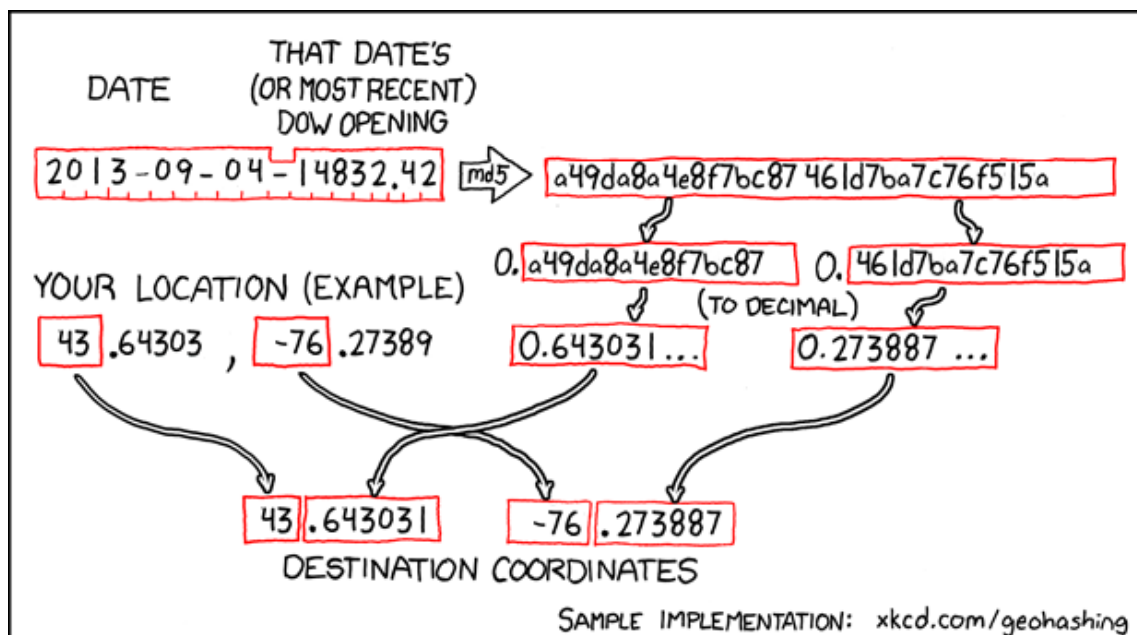 DATE
THAT DATE'S
(OR MOST RECENT)
DOW OPENING
2013-09-04-14832.42
md5
a49da8a4e8f7bc87 461d7ba7c76f515a
0. a49da8a4e8f7bc87
0. 461d7ba7c76f515a
(TO DECIMAL)
YOUR LOCATION (EXAMPLE)
43 .64303 , -76 .27389
0.643031...
0.273887 ...
43 .643031
-76 .273887
DESTINATION COORDINATES
SAMPLE IMPLEMENTATION: xkcd.com/geohashing